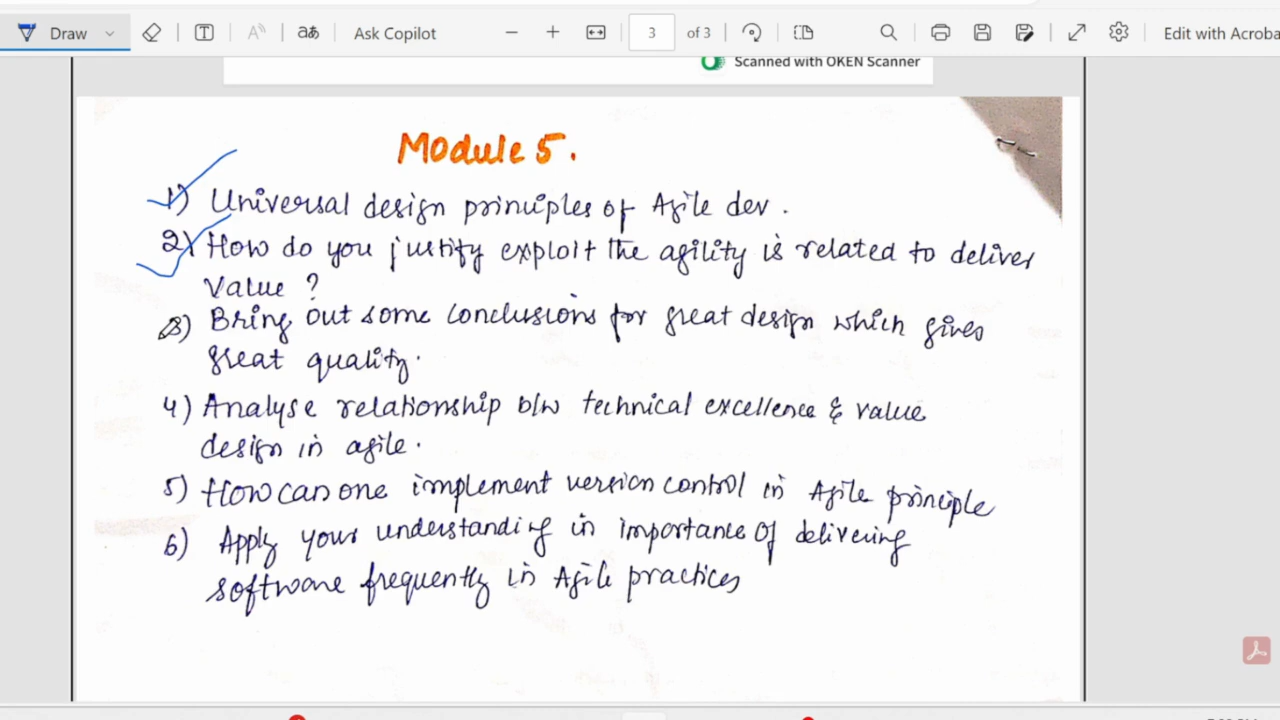 Draw
Ask Copilot
3 of 3
Edit with Acroba
Scanned with OKEN Scanner
Module 5.
1) Universal design principles of Agile dev.
2) How do you justify exploit the agility is related to deliver
value ?
3) Bring out some conclusions for great design which gives
great quality.
4) Analyse relationship b/w technical excellence & value
design in agile.
5) How can one implement version control in Agile principle
6) Apply your understanding in importance of delivering
software frequently in Agile practices